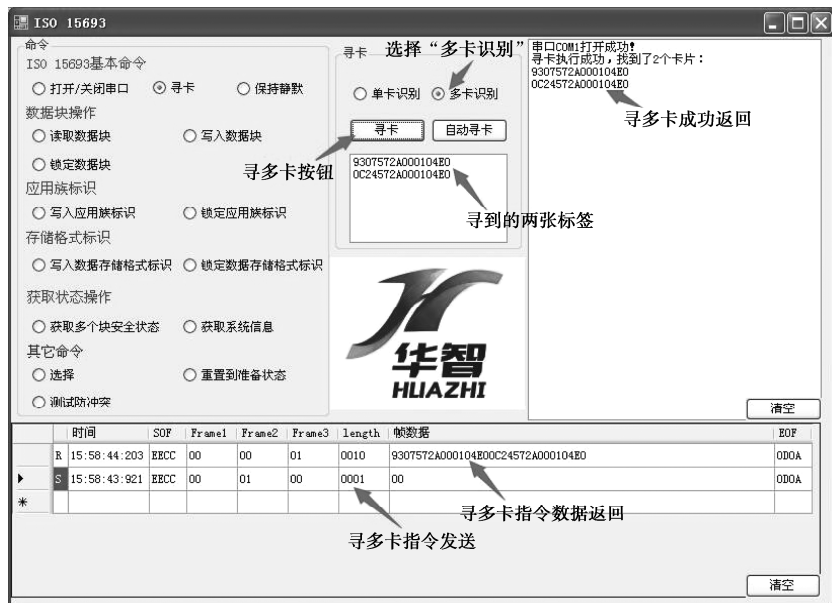 ISO 15693
命令
ISO 15693基本命令
打开/关闭串口 寻卡 保持静默
数据块操作
读取数据块 写入数据块
锁定数据块
应用族标识
写入应用族标识 锁定应用族标识
存储格式标识
写入数据存储格式标识 锁定数据存储格式标识
获取状态操作
获取多个块安全状态 获取系统信息
其它命令
选择 重置到准备状态
测试防冲突
寻卡 选择“多卡识别”
单卡识别 多卡识别
寻卡 自动寻卡
寻多卡按钮
9307572A000104E0
0C24572A000104E0
寻到的两张标签
华智
HUAZHI
串口COM1打开成功!
寻卡执行成功,找到了2个卡片:
9307572A000104E0
0C24572A000104E0
寻多卡成功返回
清空
时间 SOF Frame1 Frame2 Frame3 length 帧数据 EOF
R 15:58:44:203 EECC 00 00 01 0010 9307572A000104E00C24572A000104E0 0D0A
S 15:58:43:921 EECC 00 01 00 0001 00 0D0A
寻多卡指令数据返回
寻多卡指令发送
清空